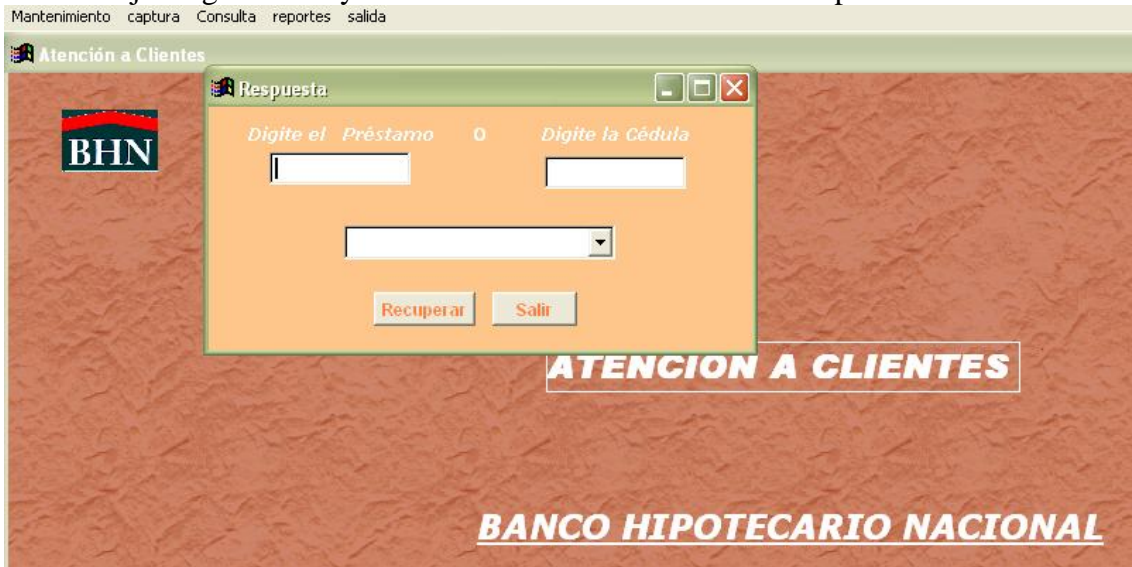 Mantenimiento captura Consulta reportes salida
Atención a Clientes
Respuesta
BHN
Digite el Préstamo O Digite la Cédula
Recuperar Salir
ATENCION A CLIENTES
BANCO HIPOTECARIO NACIONAL